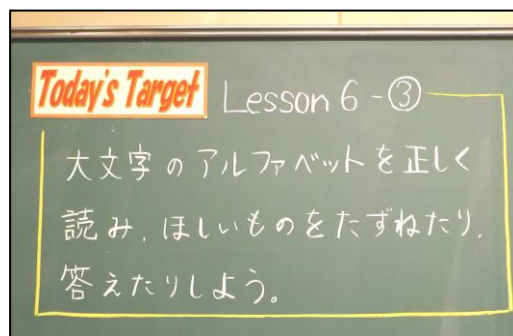 Today's Target Lesson 6-③
大文字のアルファベットを正しく
読み,ほしいものをたずねたり,
答えたりしよう。